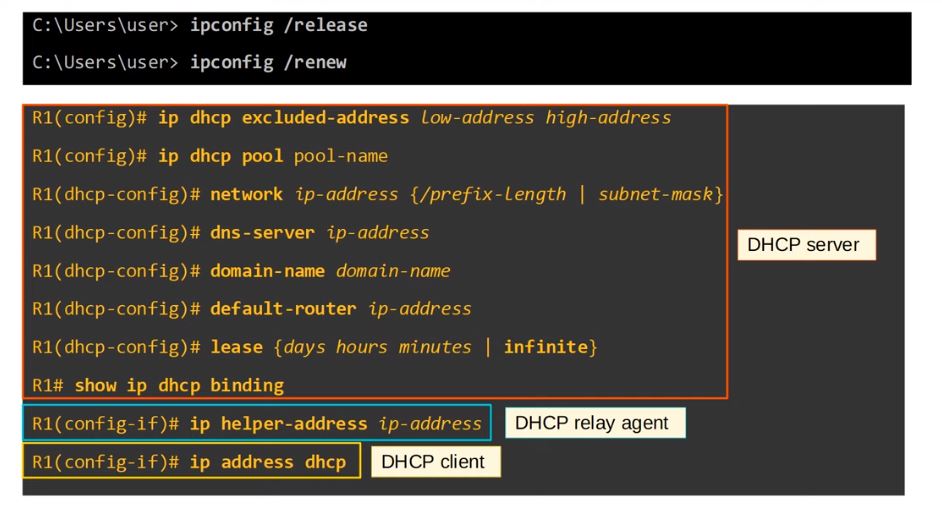 C:\Users\user> ipconfig /release
C:\Users\user> ipconfig /renew
R1(config)# ip dhcp excluded-address low-address high-address
R1(config)# ip dhcp pool pool-name
R1(dhcp-config)# network ip-address {/prefix-length | subnet-mask}
R1(dhcp-config)# dns-server ip-address
R1(dhcp-config)# domain-name domain-name
R1(dhcp-config)# default-router ip-address
R1(dhcp-config)# lease {days hours minutes | infinite}
R1# show ip dhcp binding
DHCP server
R1(config-if)# ip helper-address ip-address
DHCP relay agent
R1(config-if)# ip address dhcp
DHCP client